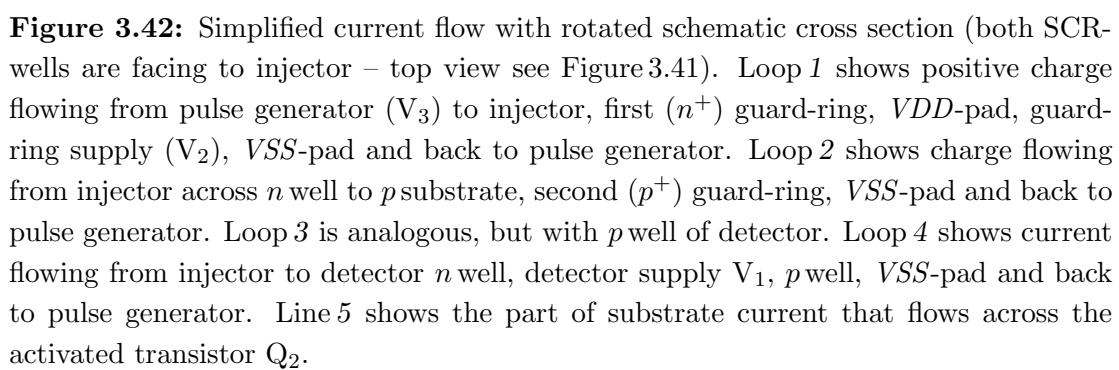 Figure 3.42: Simplified current flow with rotated schematic cross section (both SCR-
wells are facing to injector – top view see Figure 3.41). Loop 1 shows positive charge
flowing from pulse generator (V₃) to injector, first (n⁺) guard-ring, VDD-pad, guard-
ring supply (V₂), VSS-pad and back to pulse generator. Loop 2 shows charge flowing
from injector across n well to p substrate, second (p⁺) guard-ring, VSS-pad and back to
pulse generator. Loop 3 is analogous, but with p well of detector. Loop 4 shows current
flowing from injector to detector n well, detector supply V₁, p well, VSS-pad and back
to pulse generator. Line 5 shows the part of substrate current that flows across the
activated transistor Q₂.